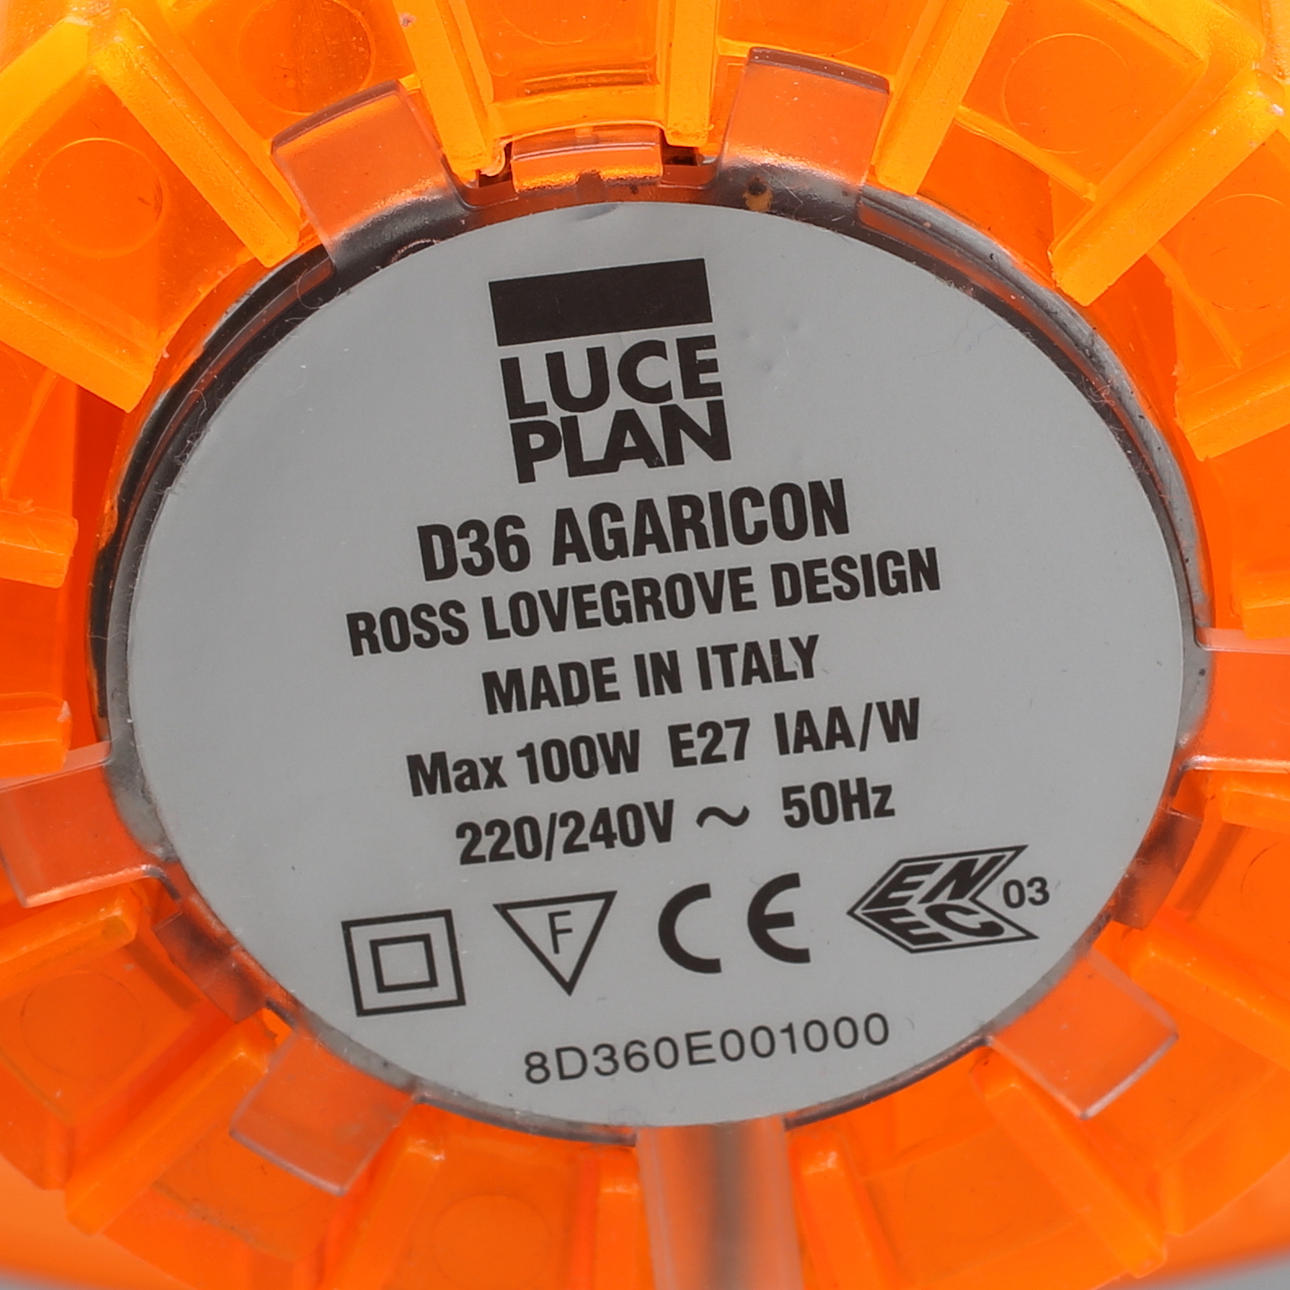 LUCE
PLAN
D36 AGARICON
ROSS LOVEGROVE DESIGN
MADE IN ITALY
Max 100W E27 IAA/W
220/240V ~ 50Hz
F CE EN EC 03
8D360E001000